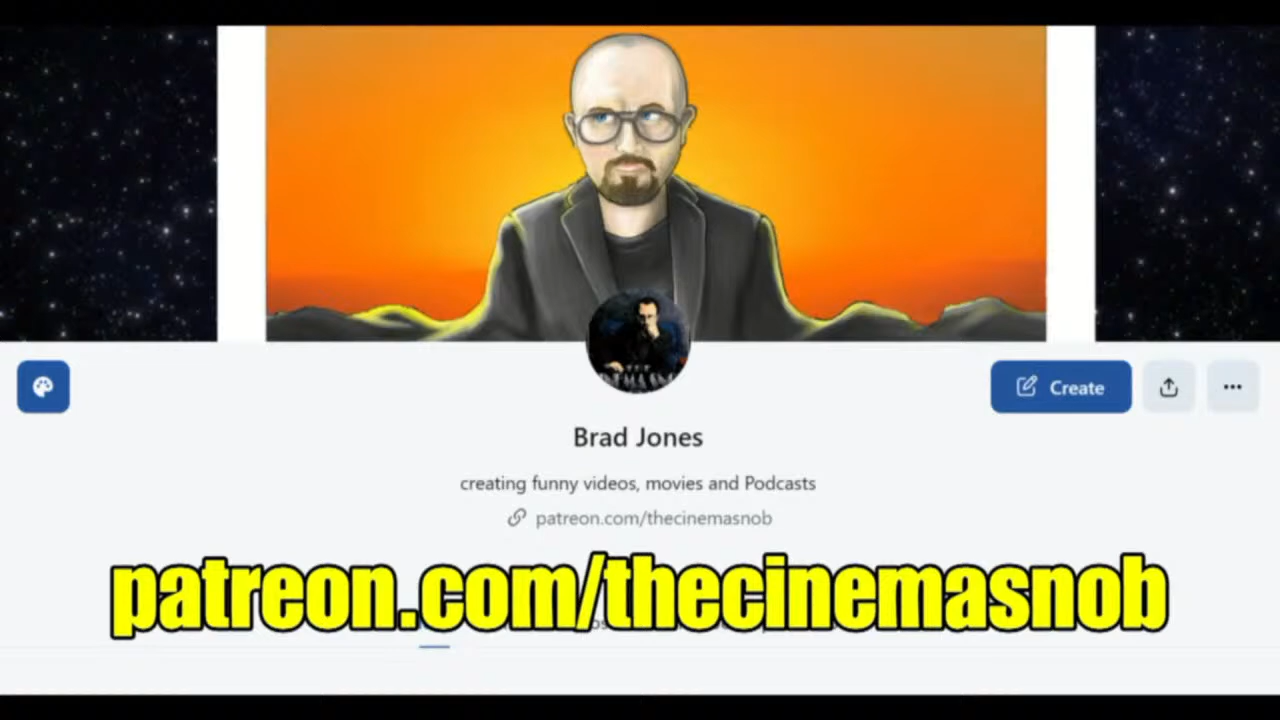 Create
Brad Jones
creating funny videos, movies and Podcasts
patreon.com/thecinemasnob
patreon.com/thecinemasnob